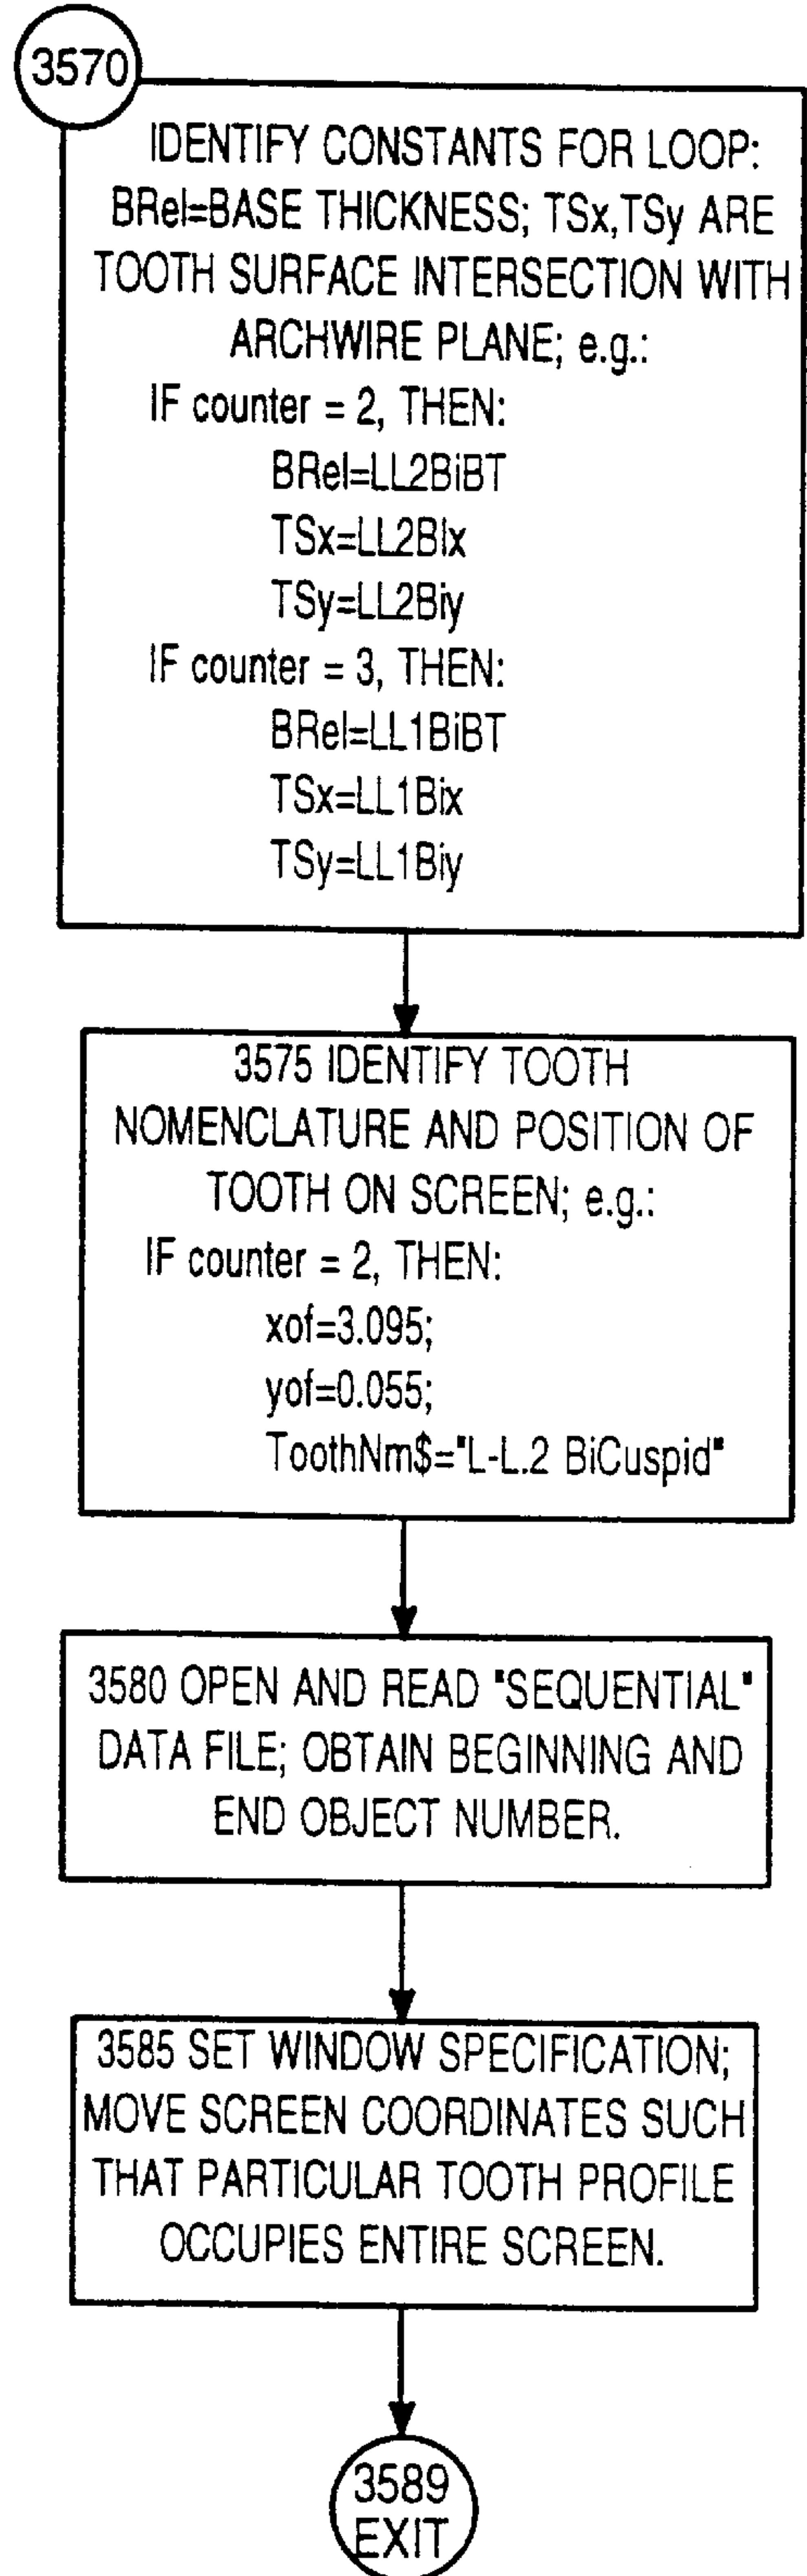 3570
IDENTIFY CONSTANTS FOR LOOP:
BRel=BASE THICKNESS; TSx,TSy ARE
TOOTH SURFACE INTERSECTION WITH
ARCHWIRE PLANE; e.g.:
IF counter = 2, THEN:
BRel=LL2BiBT
TSx=LL2BIx
TSy=LL2Biy
IF counter = 3, THEN:
BRel=LL1BiBT
TSx=LL1Bix
TSy=LL1Biy
3575 IDENTIFY TOOTH
NOMENCLATURE AND POSITION OF
TOOTH ON SCREEN; e.g.:
IF counter = 2, THEN:
xof=3.095;
yof=0.055;
ToothNm$="L-L.2 BiCuspid"
3580 OPEN AND READ "SEQUENTIAL"
DATA FILE; OBTAIN BEGINNING AND
END OBJECT NUMBER.
3585 SET WINDOW SPECIFICATION;
MOVE SCREEN COORDINATES SUCH
THAT PARTICULAR TOOTH PROFILE
OCCUPIES ENTIRE SCREEN.
3589
EXIT